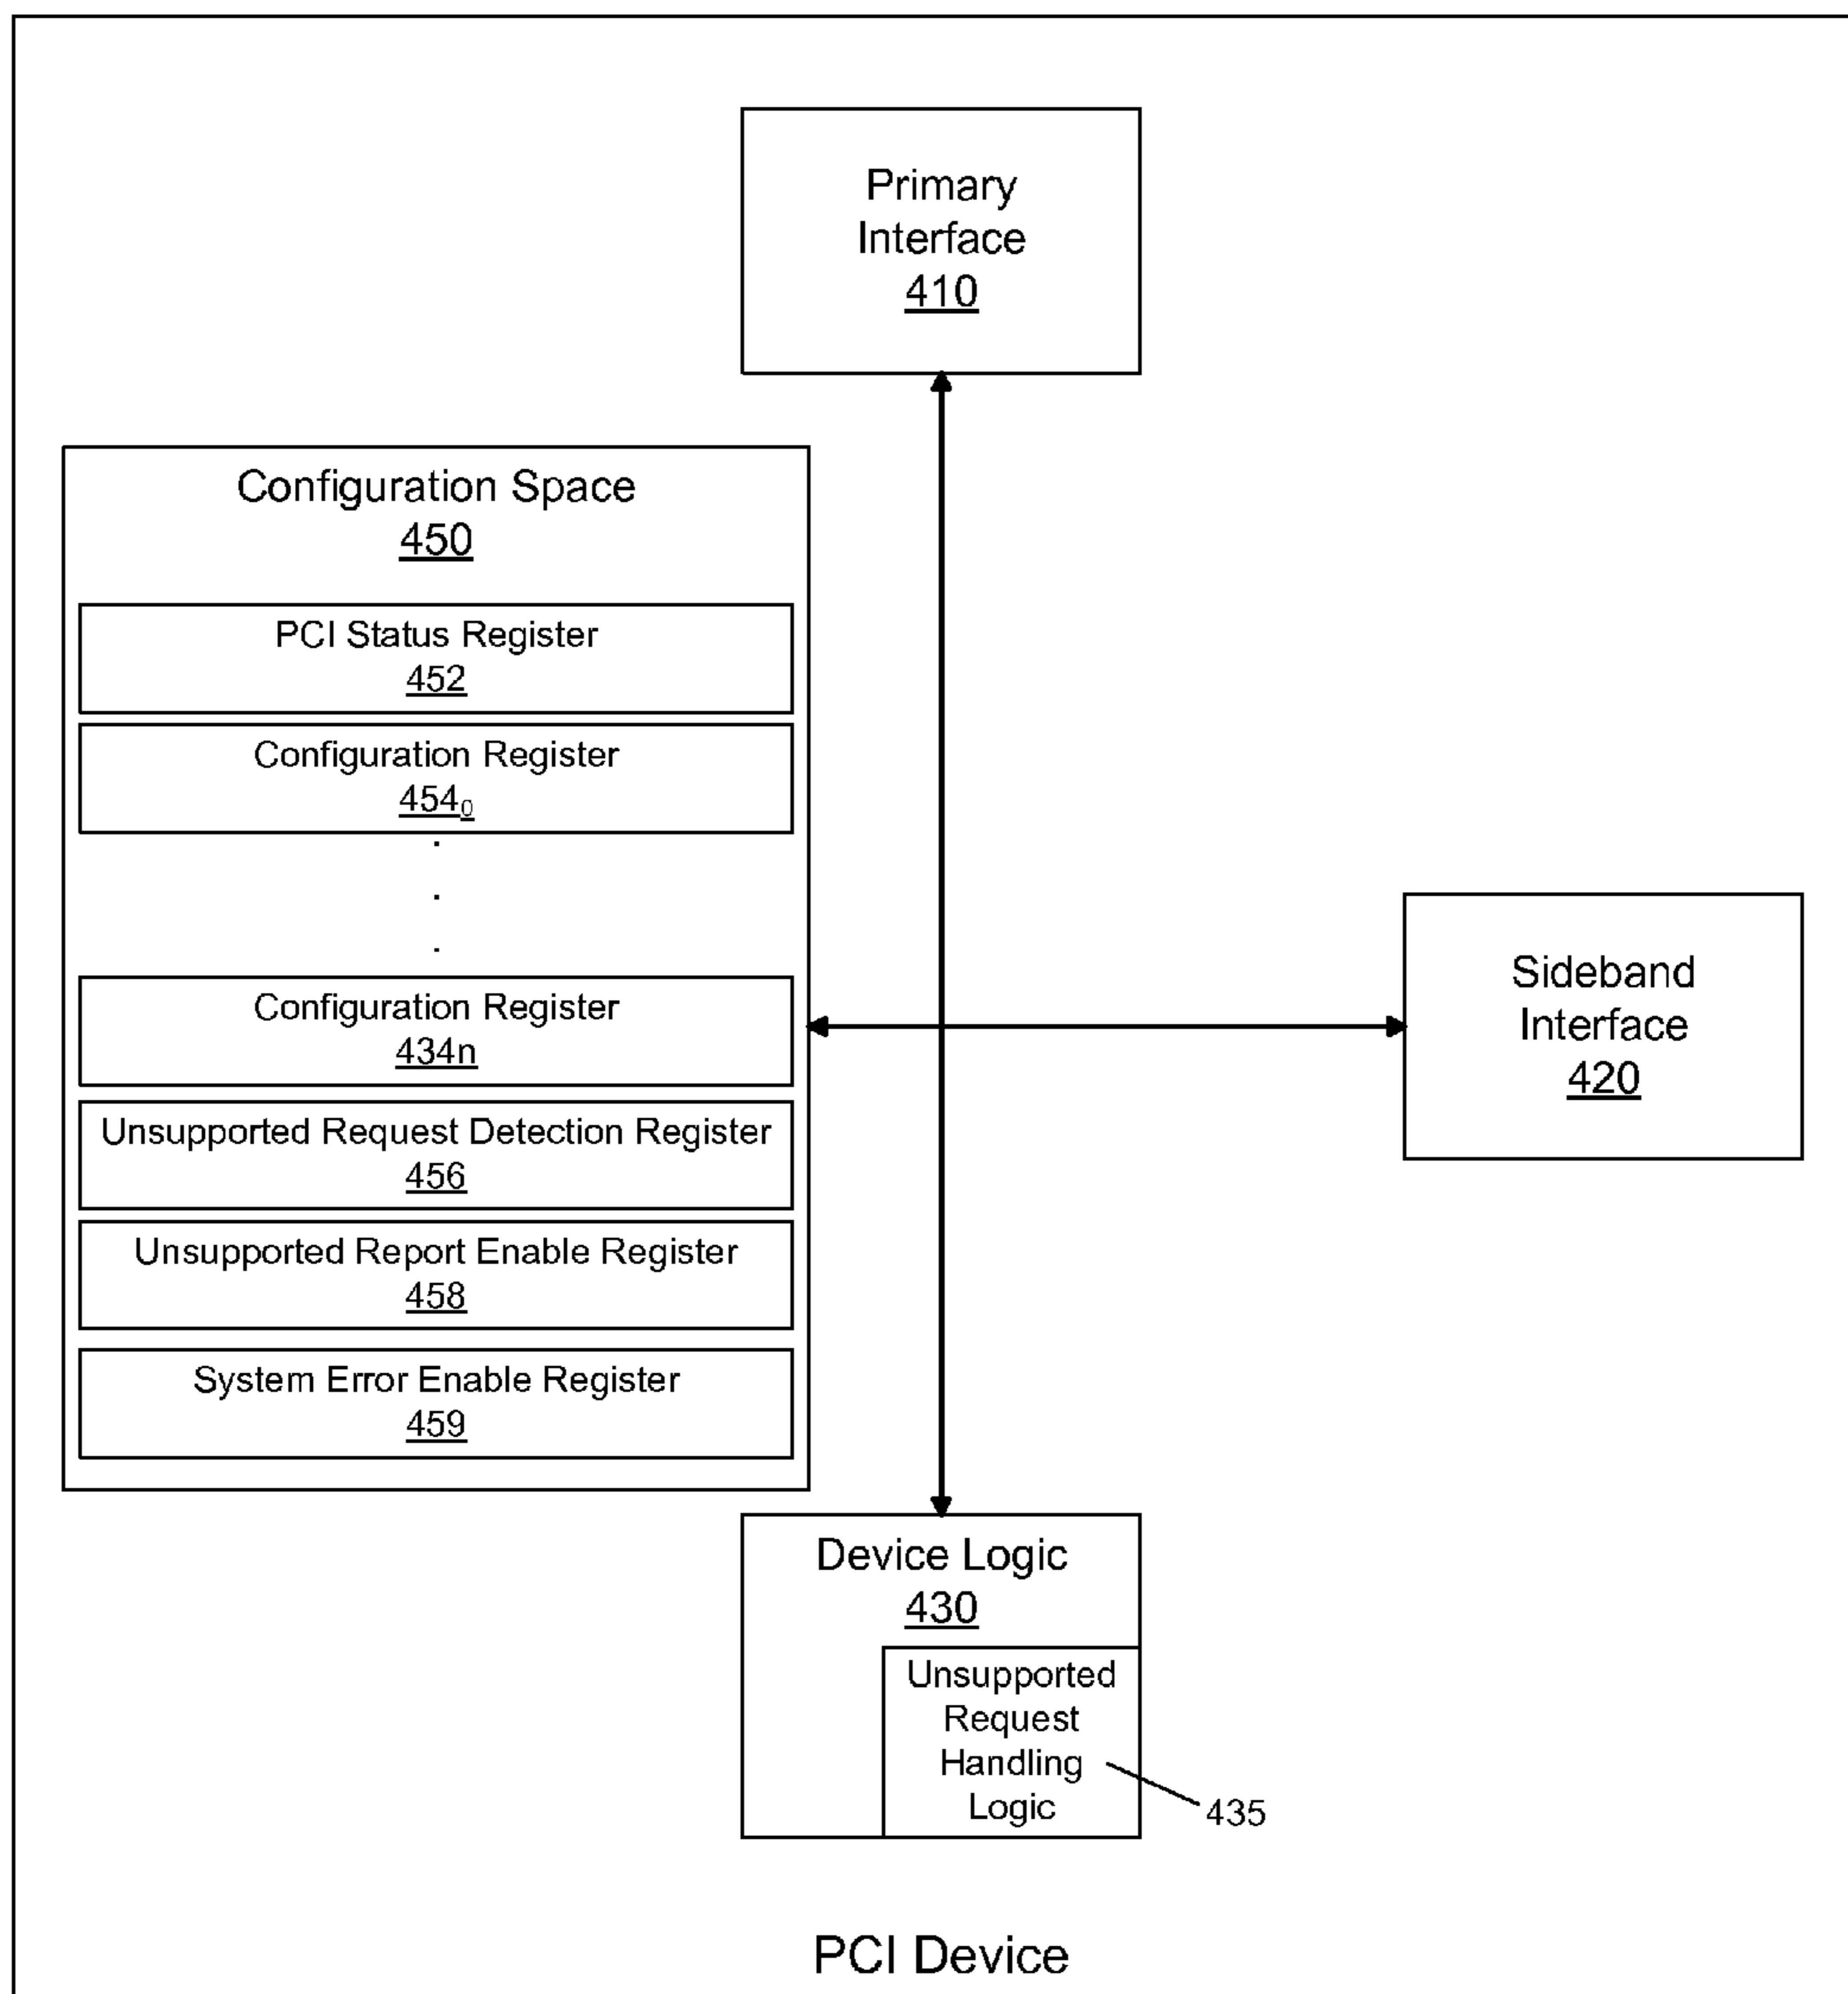 Primary
Interface
410
Configuration Space
450
PCI Status Register
452
Configuration Register
454₀
.
.
.
Configuration Register
434n
Unsupported Request Detection Register
456
Unsupported Report Enable Register
458
System Error Enable Register
459
Sideband
Interface
420
Device Logic
430
Unsupported
Request
Handling
Logic
435
PCI Device